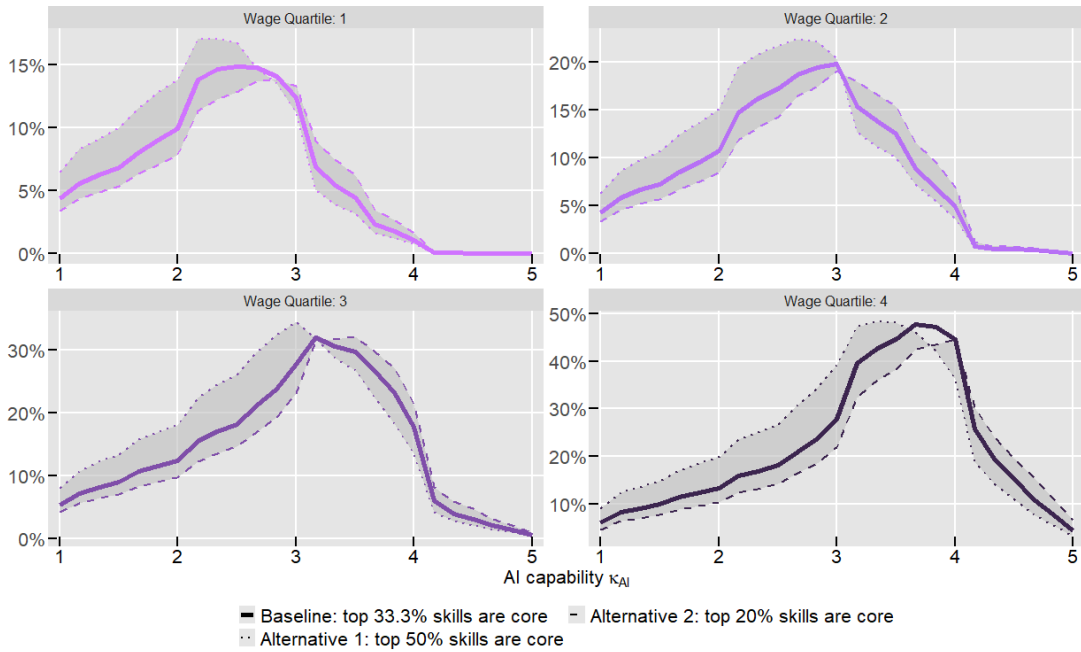 Wage Quartile: 1
Wage Quartile: 2
15%
10%
5%
0%
1 2 3 4 5
20%
15%
10%
5%
0%
1 2 3 4 5
Wage Quartile: 3
Wage Quartile: 4
30%
20%
10%
0%
1 2 3 4 5
50%
40%
30%
20%
10%
1 2 3 4 5
AI capability κAI
Baseline: top 33.3% skills are core
Alternative 2: top 20% skills are core
Alternative 1: top 50% skills are core